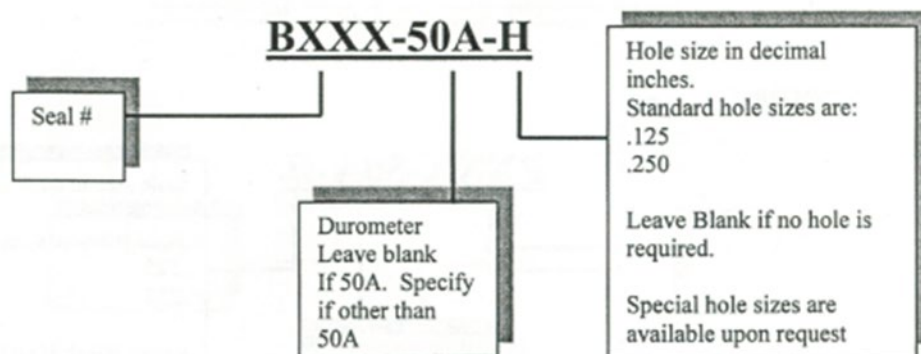 BXXX-50A-H
Seal #
Durometer
Leave blank
If 50A. Specify
if other than
50A
Hole size in decimal
inches.
Standard hole sizes are:
.125
.250
Leave Blank if no hole is
required.
Special hole sizes are
available upon request